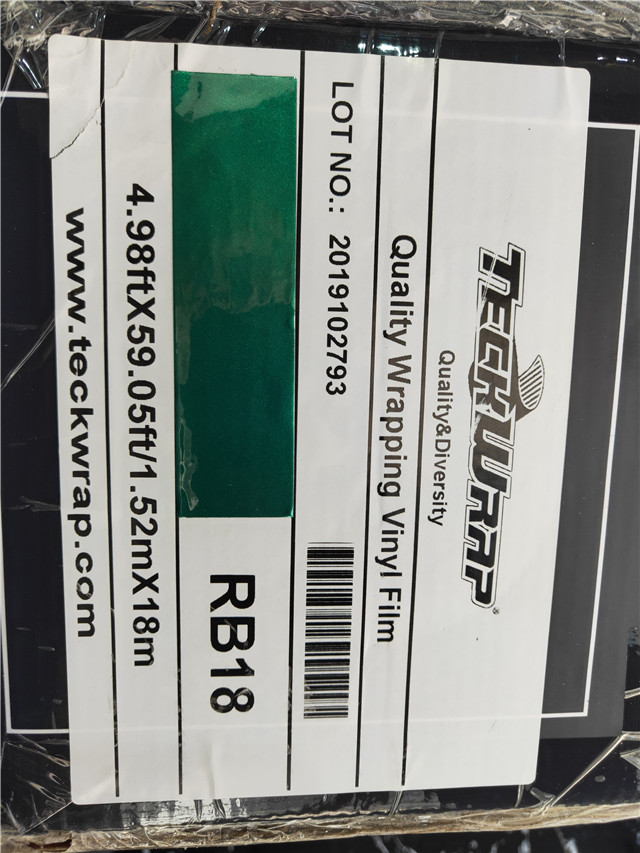 TECKWRAP®
Quality&Diversity
Quality Wrapping Vinyl Film
LOT NO.: 2019102793
RB18
4.98ftX59.05ft/1.52mX18m
www.teckwrap.com